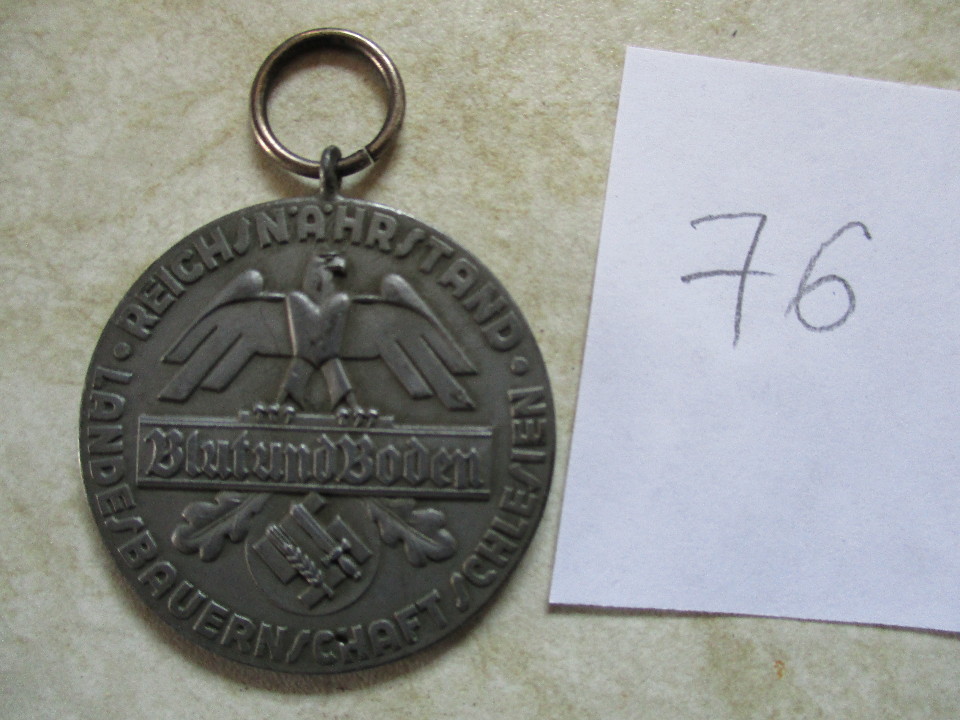 REICHSNÄHRSTAND
Blut und Boden
LANDESBAUERNSCHAFT SCHLESIEN
76